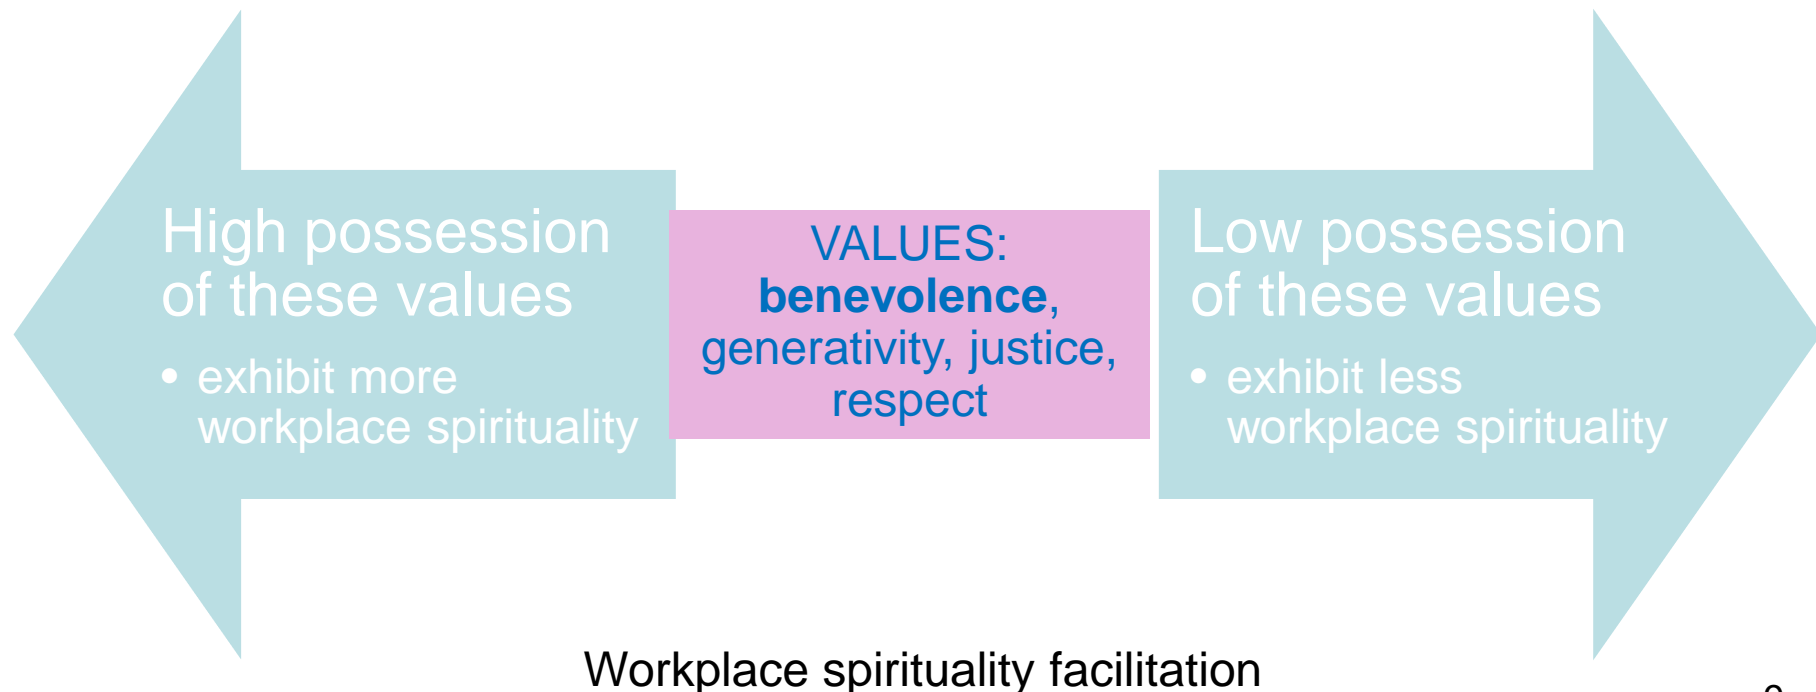 High possession
of these values
• exhibit more
workplace spirituality
VALUES:
benevolence,
generativity, justice,
respect
Low possession
of these values
• exhibit less
workplace spirituality
Workplace spirituality facilitation